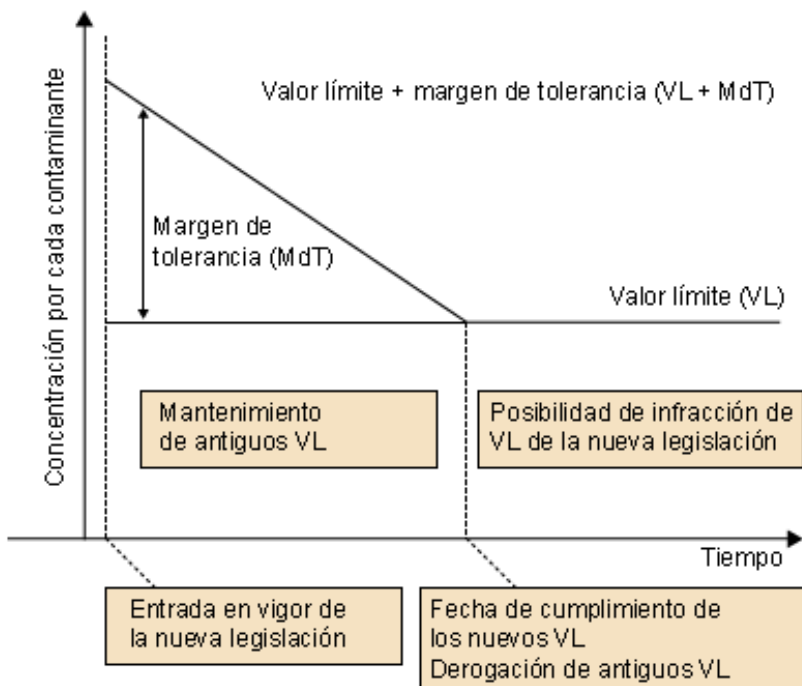 Concentración por cada contaminante
Valor límite + margen de tolerancia (VL + MdT)
Margen de
tolerancia (MdT)
Valor límite (VL)
Mantenimiento
de antiguos VL
Posibilidad de infracción de
VL de la nueva legislación
Tiempo
Entrada en vigor de
la nueva legislación
Fecha de cumplimiento de
los nuevos VL
Derogación de antiguos VL